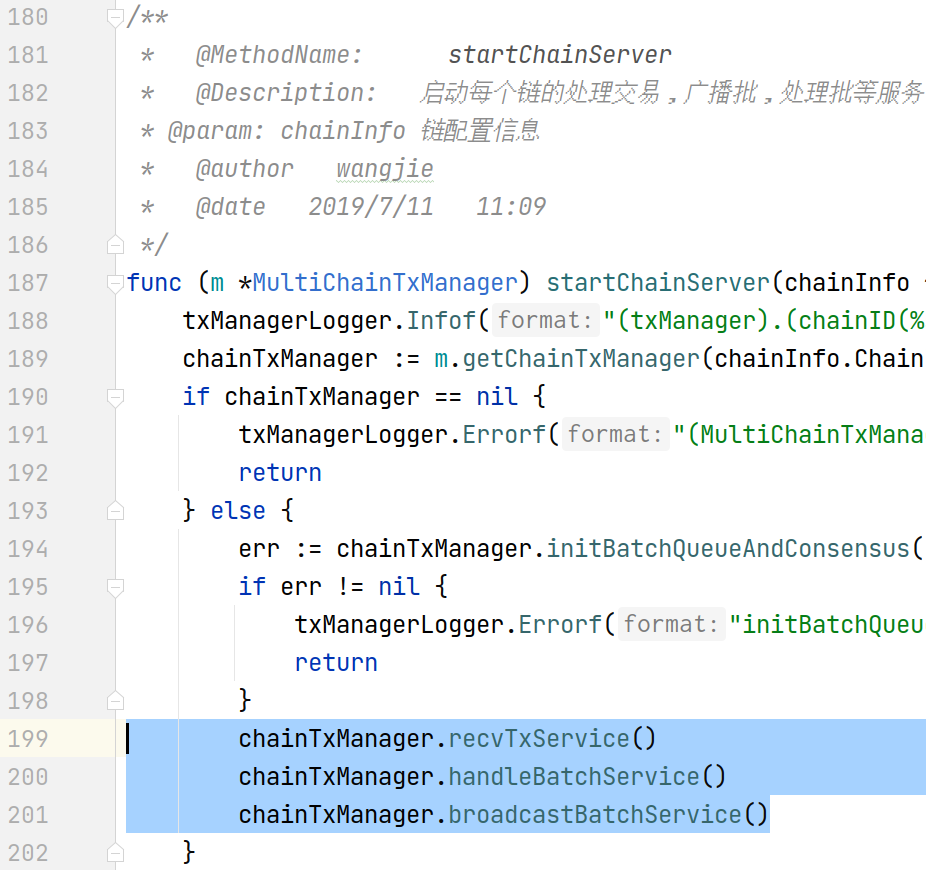 180 /**
181 * @MethodName: startChainServer
182 * @Description: 启动每个链的处理交易，广播批，处理批等服务
183 * @param: chainInfo 链配置信息
184 * @author wangjie
185 * @date 2019/7/11 11:09
186 */
187 func (m *MultiChainTxManager) startChainServer(chainInfo
188 txManagerLogger.Infof( format: "(txManager).(chainID(%
189 chainTxManager := m.getChainTxManager(chainInfo.Chain
190 if chainTxManager == nil {
191 txManagerLogger.Errorf( format: "(MultiChainTxMana
192 return
193 } else {
194 err := chainTxManager.initBatchQueueAndConsensus(
195 if err != nil {
196 txManagerLogger.Errorf( format: "initBatchQueu
197 return
198 }
199 chainTxManager.recvTxService()
200 chainTxManager.handleBatchService()
201 chainTxManager.broadcastBatchService()
202 }